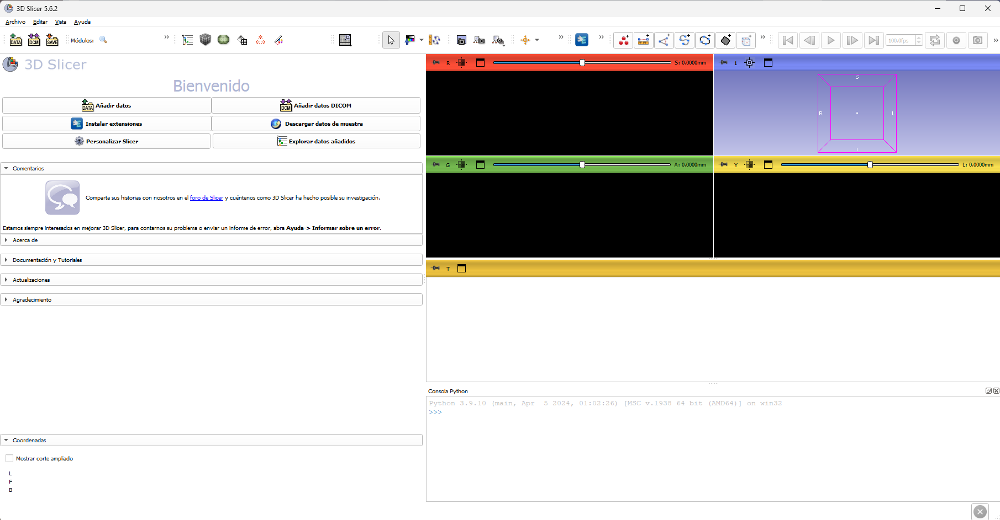 3D Slicer 5.6.2
Archivo Editar Vista Ayuda
DATA DCM SAVE Módulos: 100.0fps
3D Slicer
Bienvenido
DATA Añadir datos
DCM Añadir datos DICOM
Instalar extensiones
Descargar datos de muestra
Personalizar Slicer
Explorar datos añadidos
Comentarios
Comparta sus historias con nosotros en el foro de Slicer y cuéntenos como 3D Slicer ha hecho posible su investigación.
Estamos siempre interesados en mejorar 3D Slicer, para contarnos su problema o enviar un informe de error, abra Ayuda-> Informar sobre un error.
Acerca de
Documentación y Tutoriales
Actualizaciones
Agradecimiento
Coordenadas
Mostrar corte ampliado
L
F
B
R S: 0.0000mm
1
S
R L
I
G A: 0.0000mm
Y L: 0.0000mm
T
Consola Python
Python 3.9.10 (main, Apr  5 2024, 01:02:26) [MSC v.1938 64 bit (AMD64)] on win32
>>>